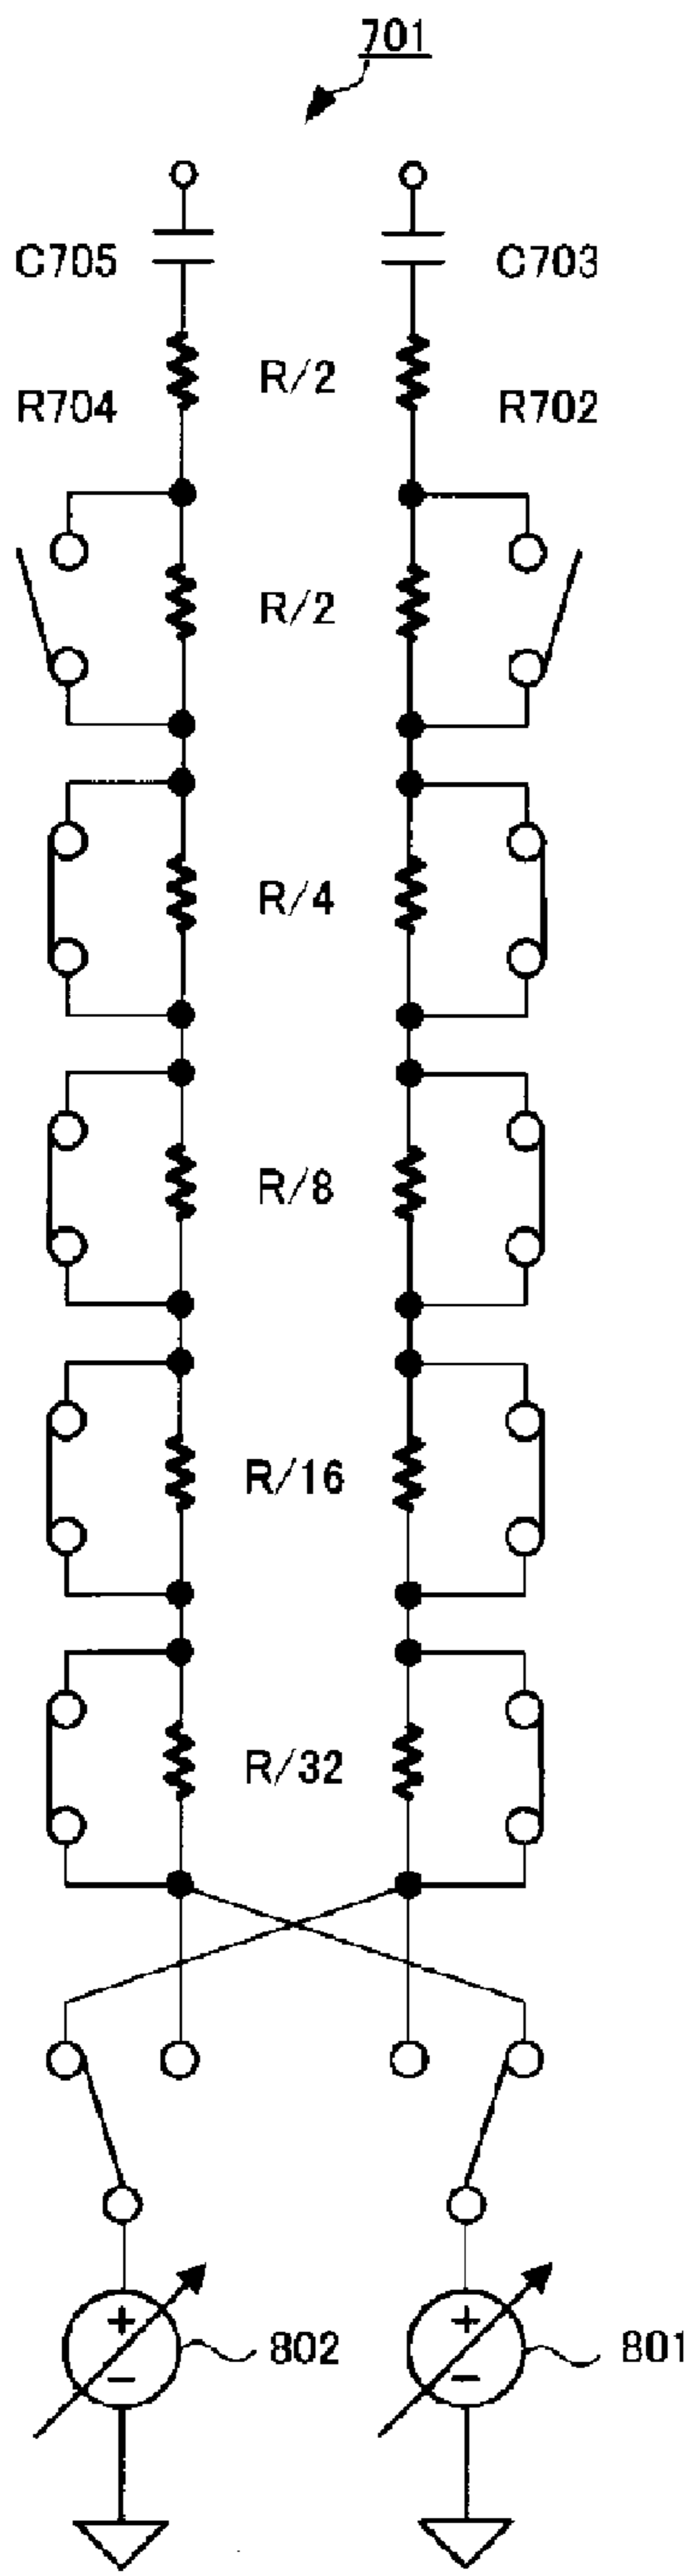 701
C705
C703
R/2
R704
R702
R/2
R/4
R/8
R/16
R/32
+
−
802
+
−
801